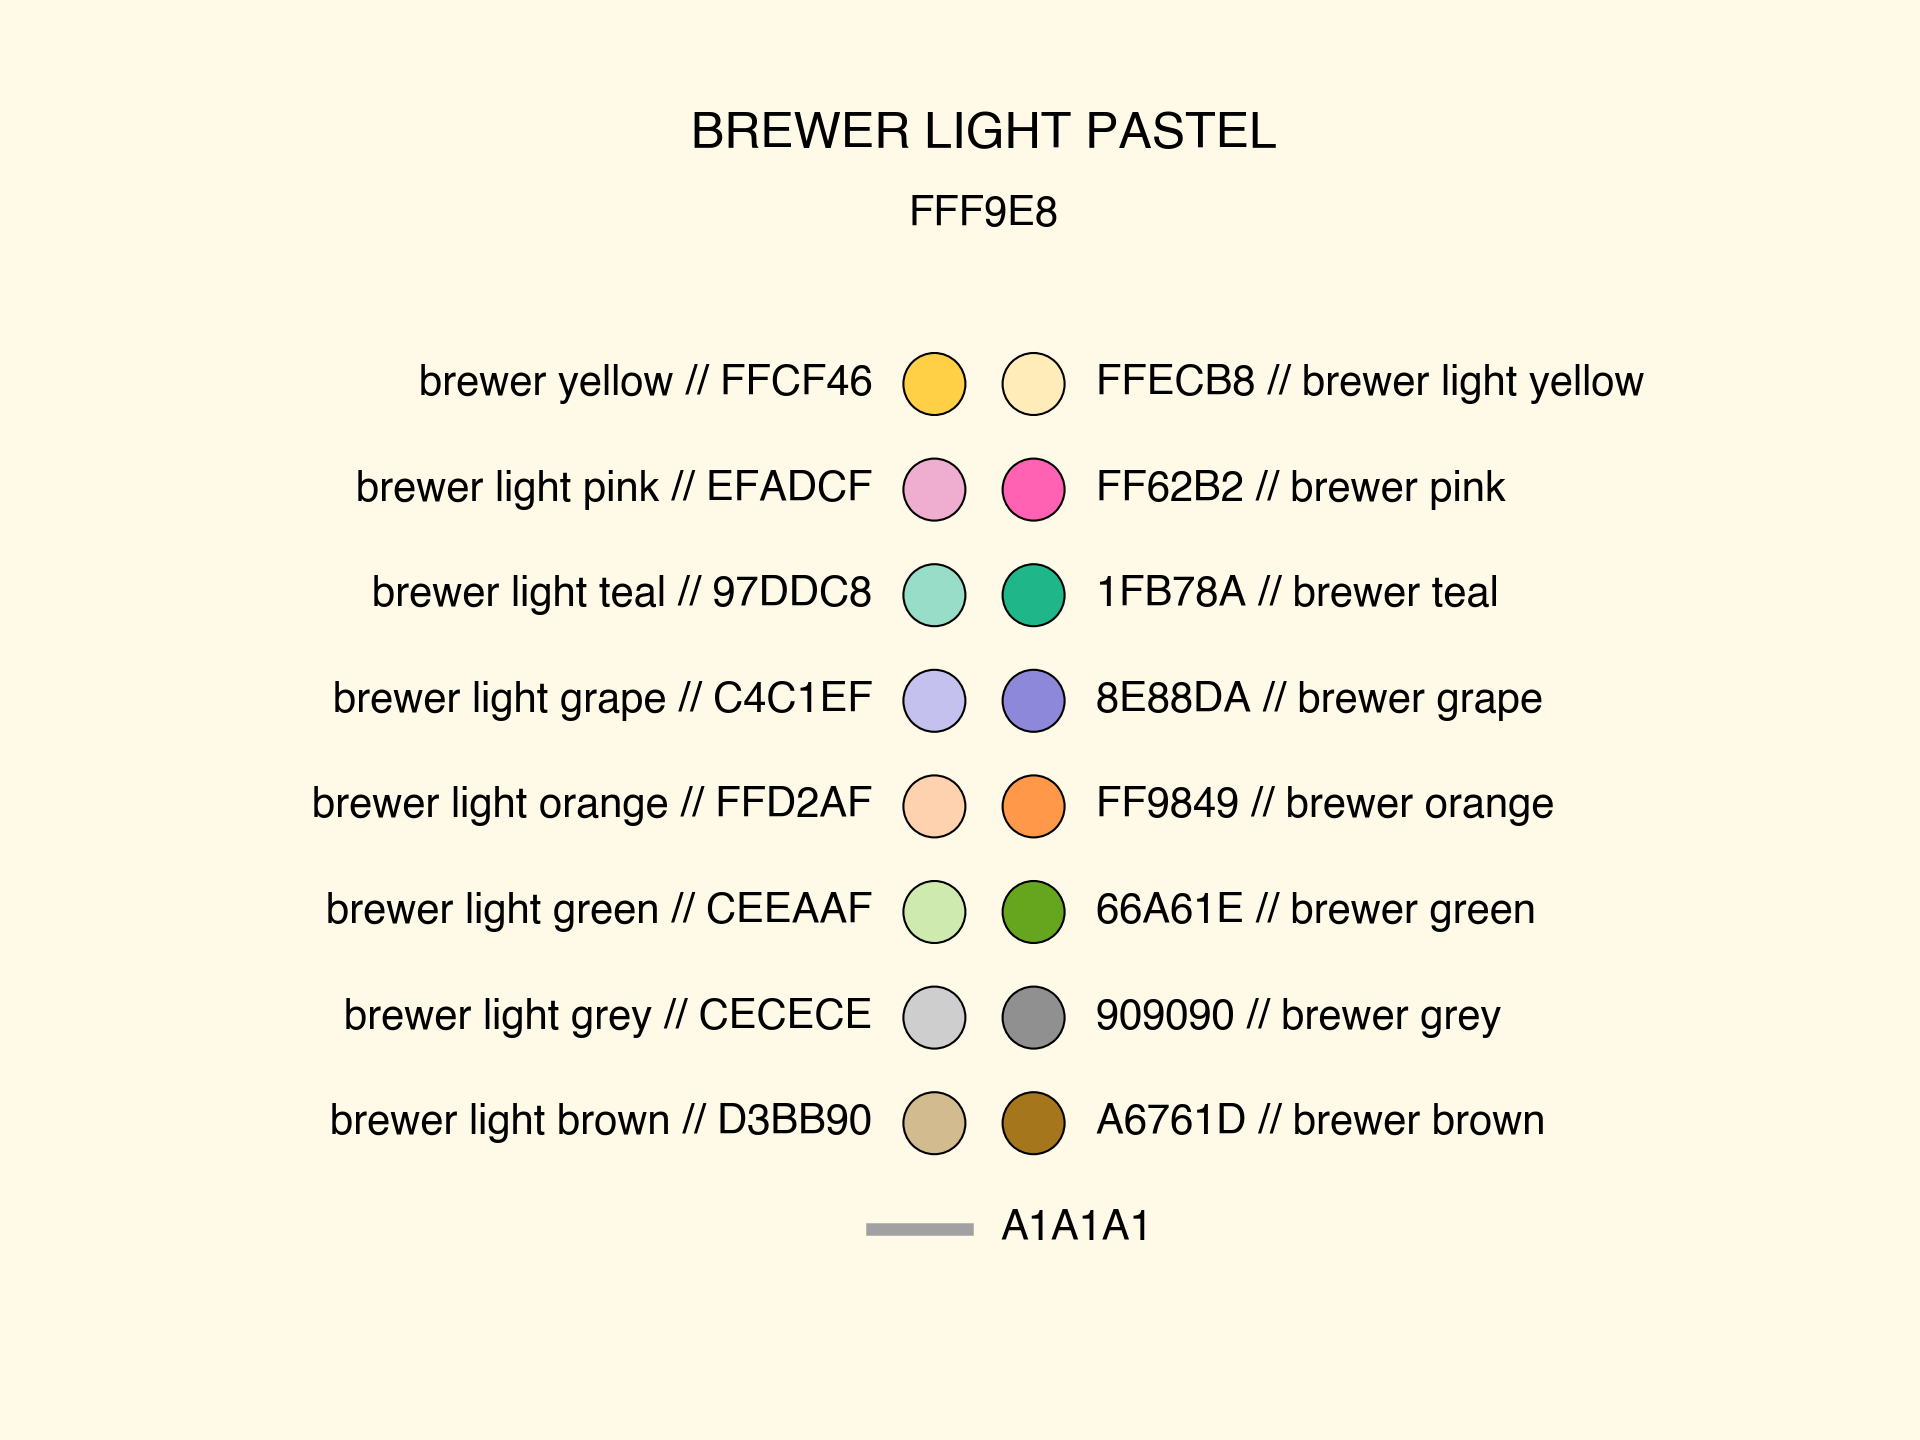 BREWER LIGHT PASTEL
FFF9E8
brewer yellow // FFCF46 FFECB8 // brewer light yellow
brewer light pink // EFADCF FF62B2 // brewer pink
brewer light teal // 97DDC8 1FB78A // brewer teal
brewer light grape // C4C1EF 8E88DA // brewer grape
brewer light orange // FFD2AF FF9849 // brewer orange
brewer light green // CEEAAF 66A61E // brewer green
brewer light grey // CECECE 909090 // brewer grey
brewer light brown // D3BB90 A6761D // brewer brown
A1A1A1